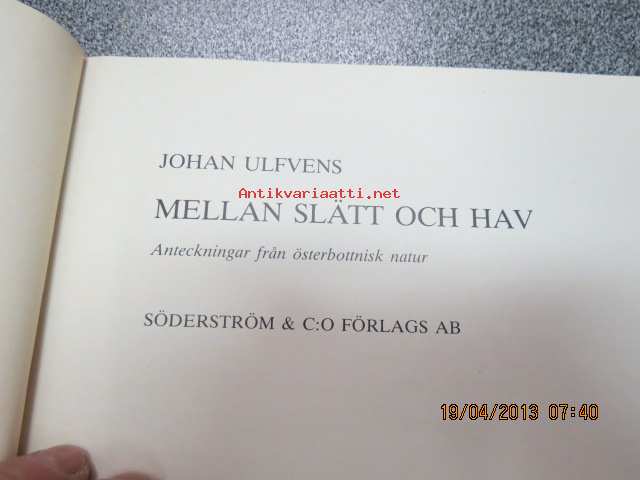 JOHAN ULFVENS
Antikvariaatti.net
MELLAN SLÄTT OCH HAV
Anteckningar från österbottnisk natur
SÖDERSTRÖM & C:O FÖRLAGS AB
19/04/2013 07:40